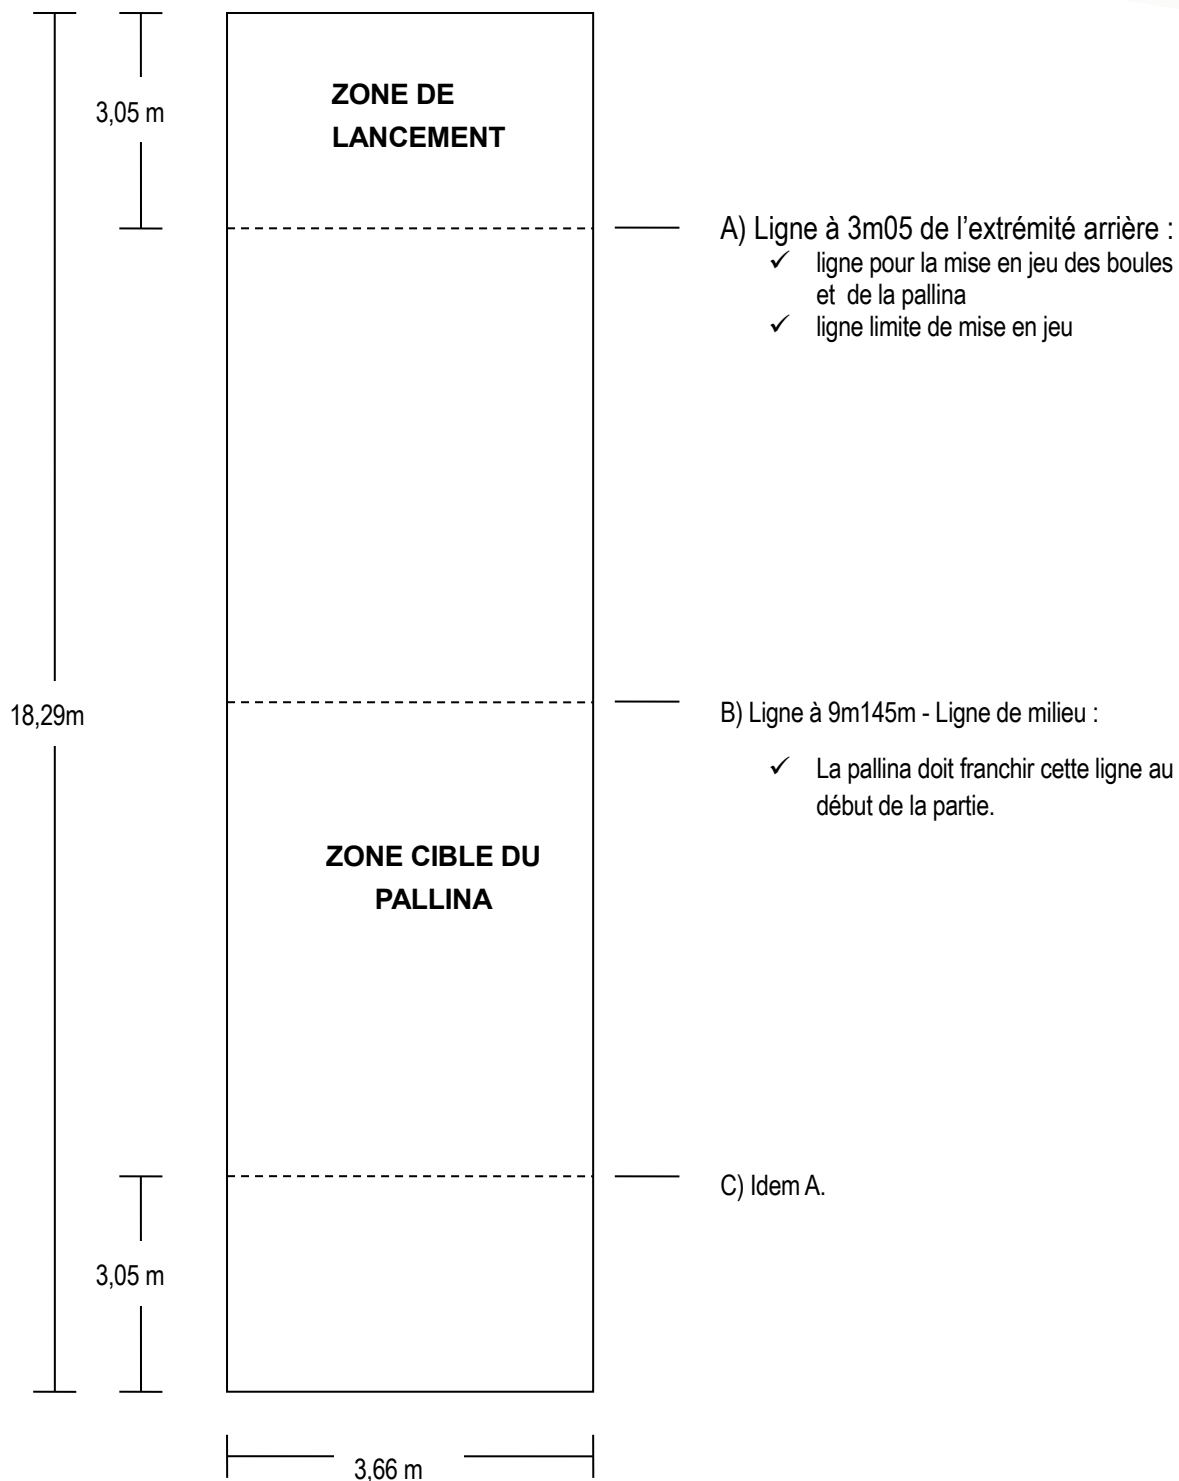 3,05 m
ZONE DE
LANCEMENT
A) Ligne à 3m05 de l’extrémité arrière :
✓ ligne pour la mise en jeu des boules
et de la pallina
✓ ligne limite de mise en jeu
18,29m
B) Ligne à 9m145m - Ligne de milieu :
✓ La pallina doit franchir cette ligne au
début de la partie.
ZONE CIBLE DU
PALLINA
C) Idem A.
3,05 m
3,66 m